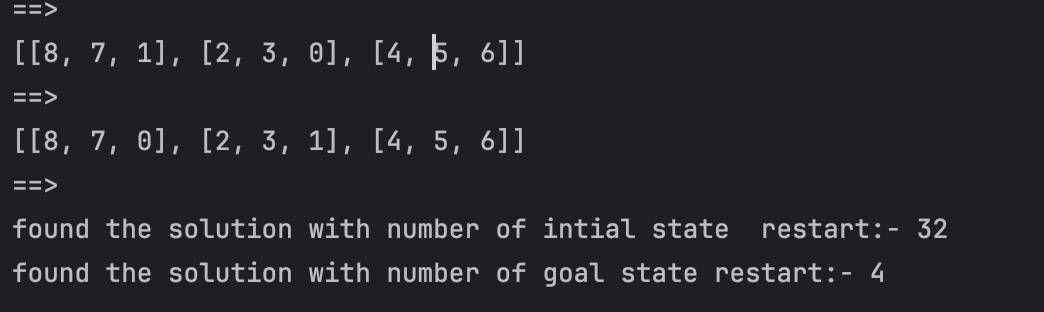 ==>
[[8, 7, 1], [2, 3, 0], [4, 5, 6]]
==>
[[8, 7, 0], [2, 3, 1], [4, 5, 6]]
==>
found the solution with number of intial state  restart:- 32
found the solution with number of goal state restart:- 4